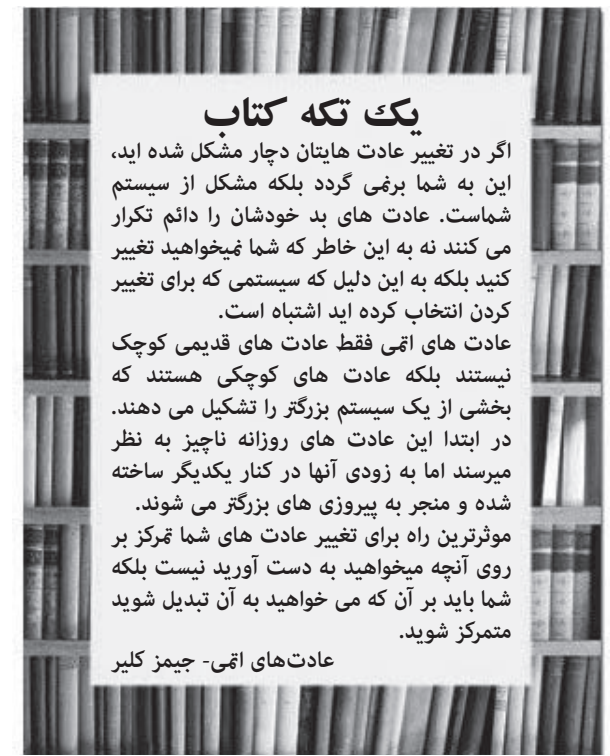 یک تکه کتاب
اگر در تغییر عادت هایتان دچار مشکل شده اید،
این به شما برنمی گردد بلکه مشکل از سیستم
شماست. عادت های بد خودشان را دائم تکرار
می کنند نه به این خاطر که شما نمیخواهید تغییر
کنید بلکه به این دلیل که سیستمی که برای تغییر
کردن انتخاب کرده اید اشتباه است.
عادت های اتمی فقط عادت های قدیمی کوچک
نیستند بلکه عادت های کوچکی هستند که
بخشی از یک سیستم بزرگتر را تشکیل می دهند.
در ابتدا این عادت های روزانه ناچیز به نظر
میرسند اما به زودی آنها در کنار یکدیگر ساخته
شده و منجر به پیروزی های بزرگتر می شوند.
موثرترین راه برای تغییر عادت های شما تمرکز بر
روی آنچه میخواهید به دست آورید نیست بلکه
شما باید بر آن که می خواهید به آن تبدیل شوید
متمرکز شوید.
عادت‌های اتمی- جیمز کلیر